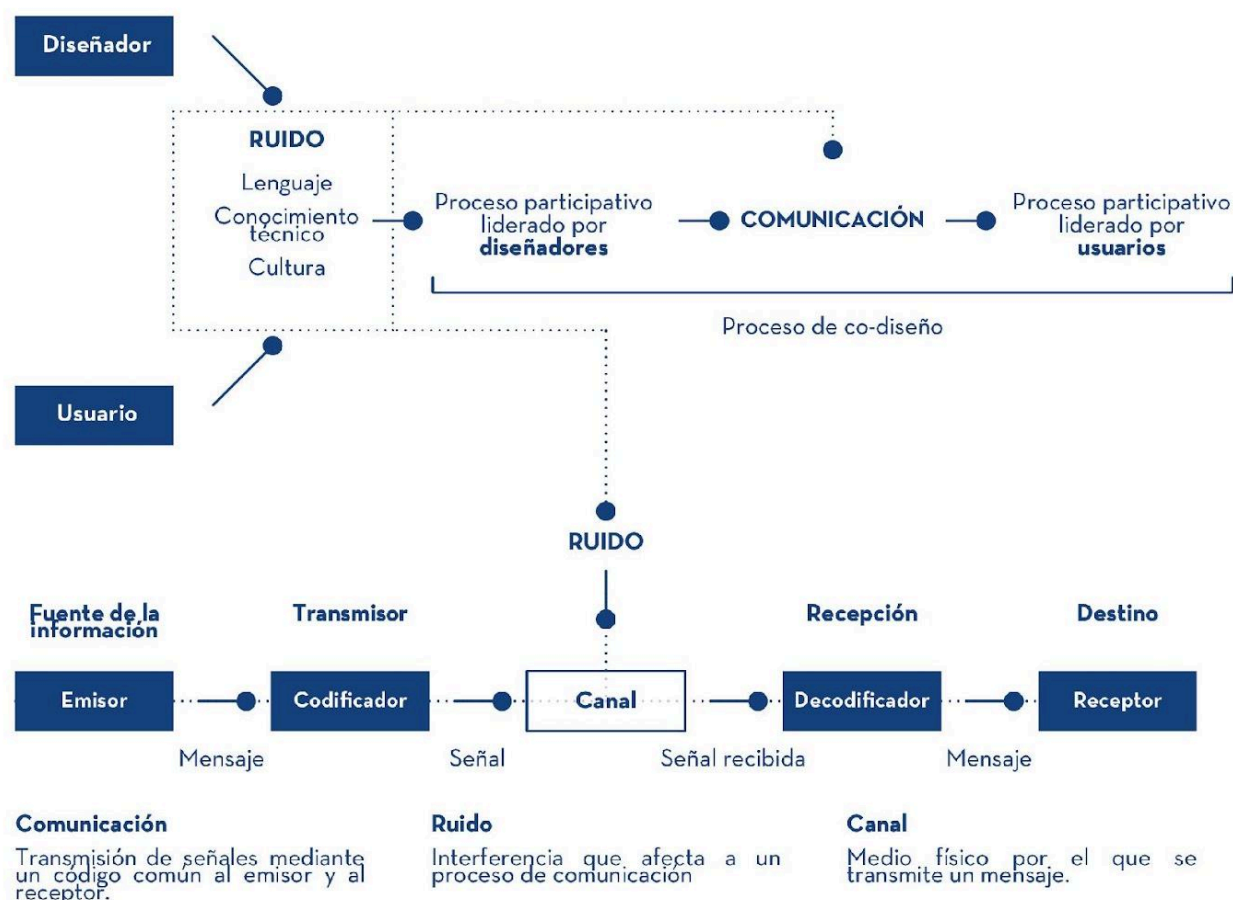 Diseñador
RUIDO
Lenguaje
Conocimiento
técnico
Cultura
Proceso participativo
liderado por
diseñadores
COMUNICACIÓN
Proceso participativo
liderado por
usuarios
Proceso de co-diseño
Usuario
RUIDO
Fuente de la
información
Transmisor
Recepción
Destino
Emisor
Codificador
Canal
Decodificador
Receptor
Mensaje
Señal
Señal recibida
Mensaje
Comunicación
Transmisión de señales mediante
un código común al emisor y al
receptor.
Ruido
Interferencia que afecta a un
proceso de comunicación
Canal
Medio físico por el que se
transmite un mensaje.